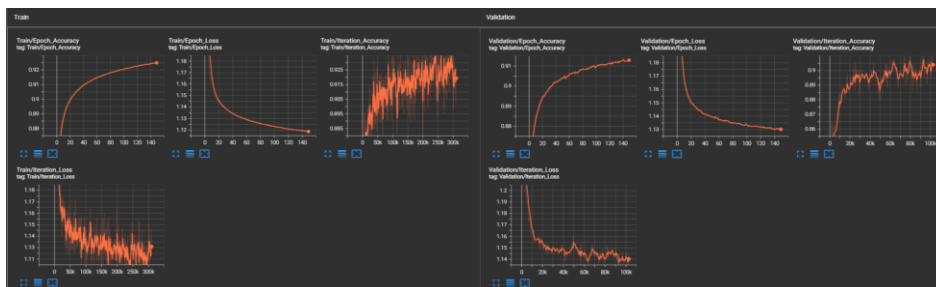 Train
Validation
Train/Epoch_Accuracy
tag: Train/Epoch_Accuracy
0.92
0.91
0.9
0.89
0.88
0 20 40 60 80 100 120 140
Train/Epoch_Loss
tag: Train/Epoch_Loss
1.18
1.17
1.16
1.15
1.14
1.13
1.12
0 20 40 60 80 100 120 140
Train/Iteration_Accuracy
tag: Train/Iteration_Accuracy
0.925
0.915
0.905
0.895
0.885
0 50k 100k 150k 200k 250k 300k
Validation/Epoch_Accuracy
tag: Validation/Epoch_Accuracy
0.91
0.9
0.89
0.88
0 20 40 60 80 100 120 140
Validation/Epoch_Loss
tag: Validation/Epoch_Loss
1.18
1.17
1.16
1.15
1.14
1.13
0 20 40 60 80 100 120 140
Validation/Iteration_Accuracy
tag: Validation/Iteration_Accuracy
0.9
0.89
0.88
0.87
0.86
0 20k 40k 60k 80k 100k
Train/Iteration_Loss
tag: Train/Iteration_Loss
1.18
1.16
1.15
1.14
1.13
1.11
0 50k 100k 150k 200k 250k 300k
Validation/Iteration_Loss
tag: Validation/Iteration_Loss
1.2
1.19
1.18
1.17
1.16
1.15
1.14
0 20k 40k 60k 80k 100k